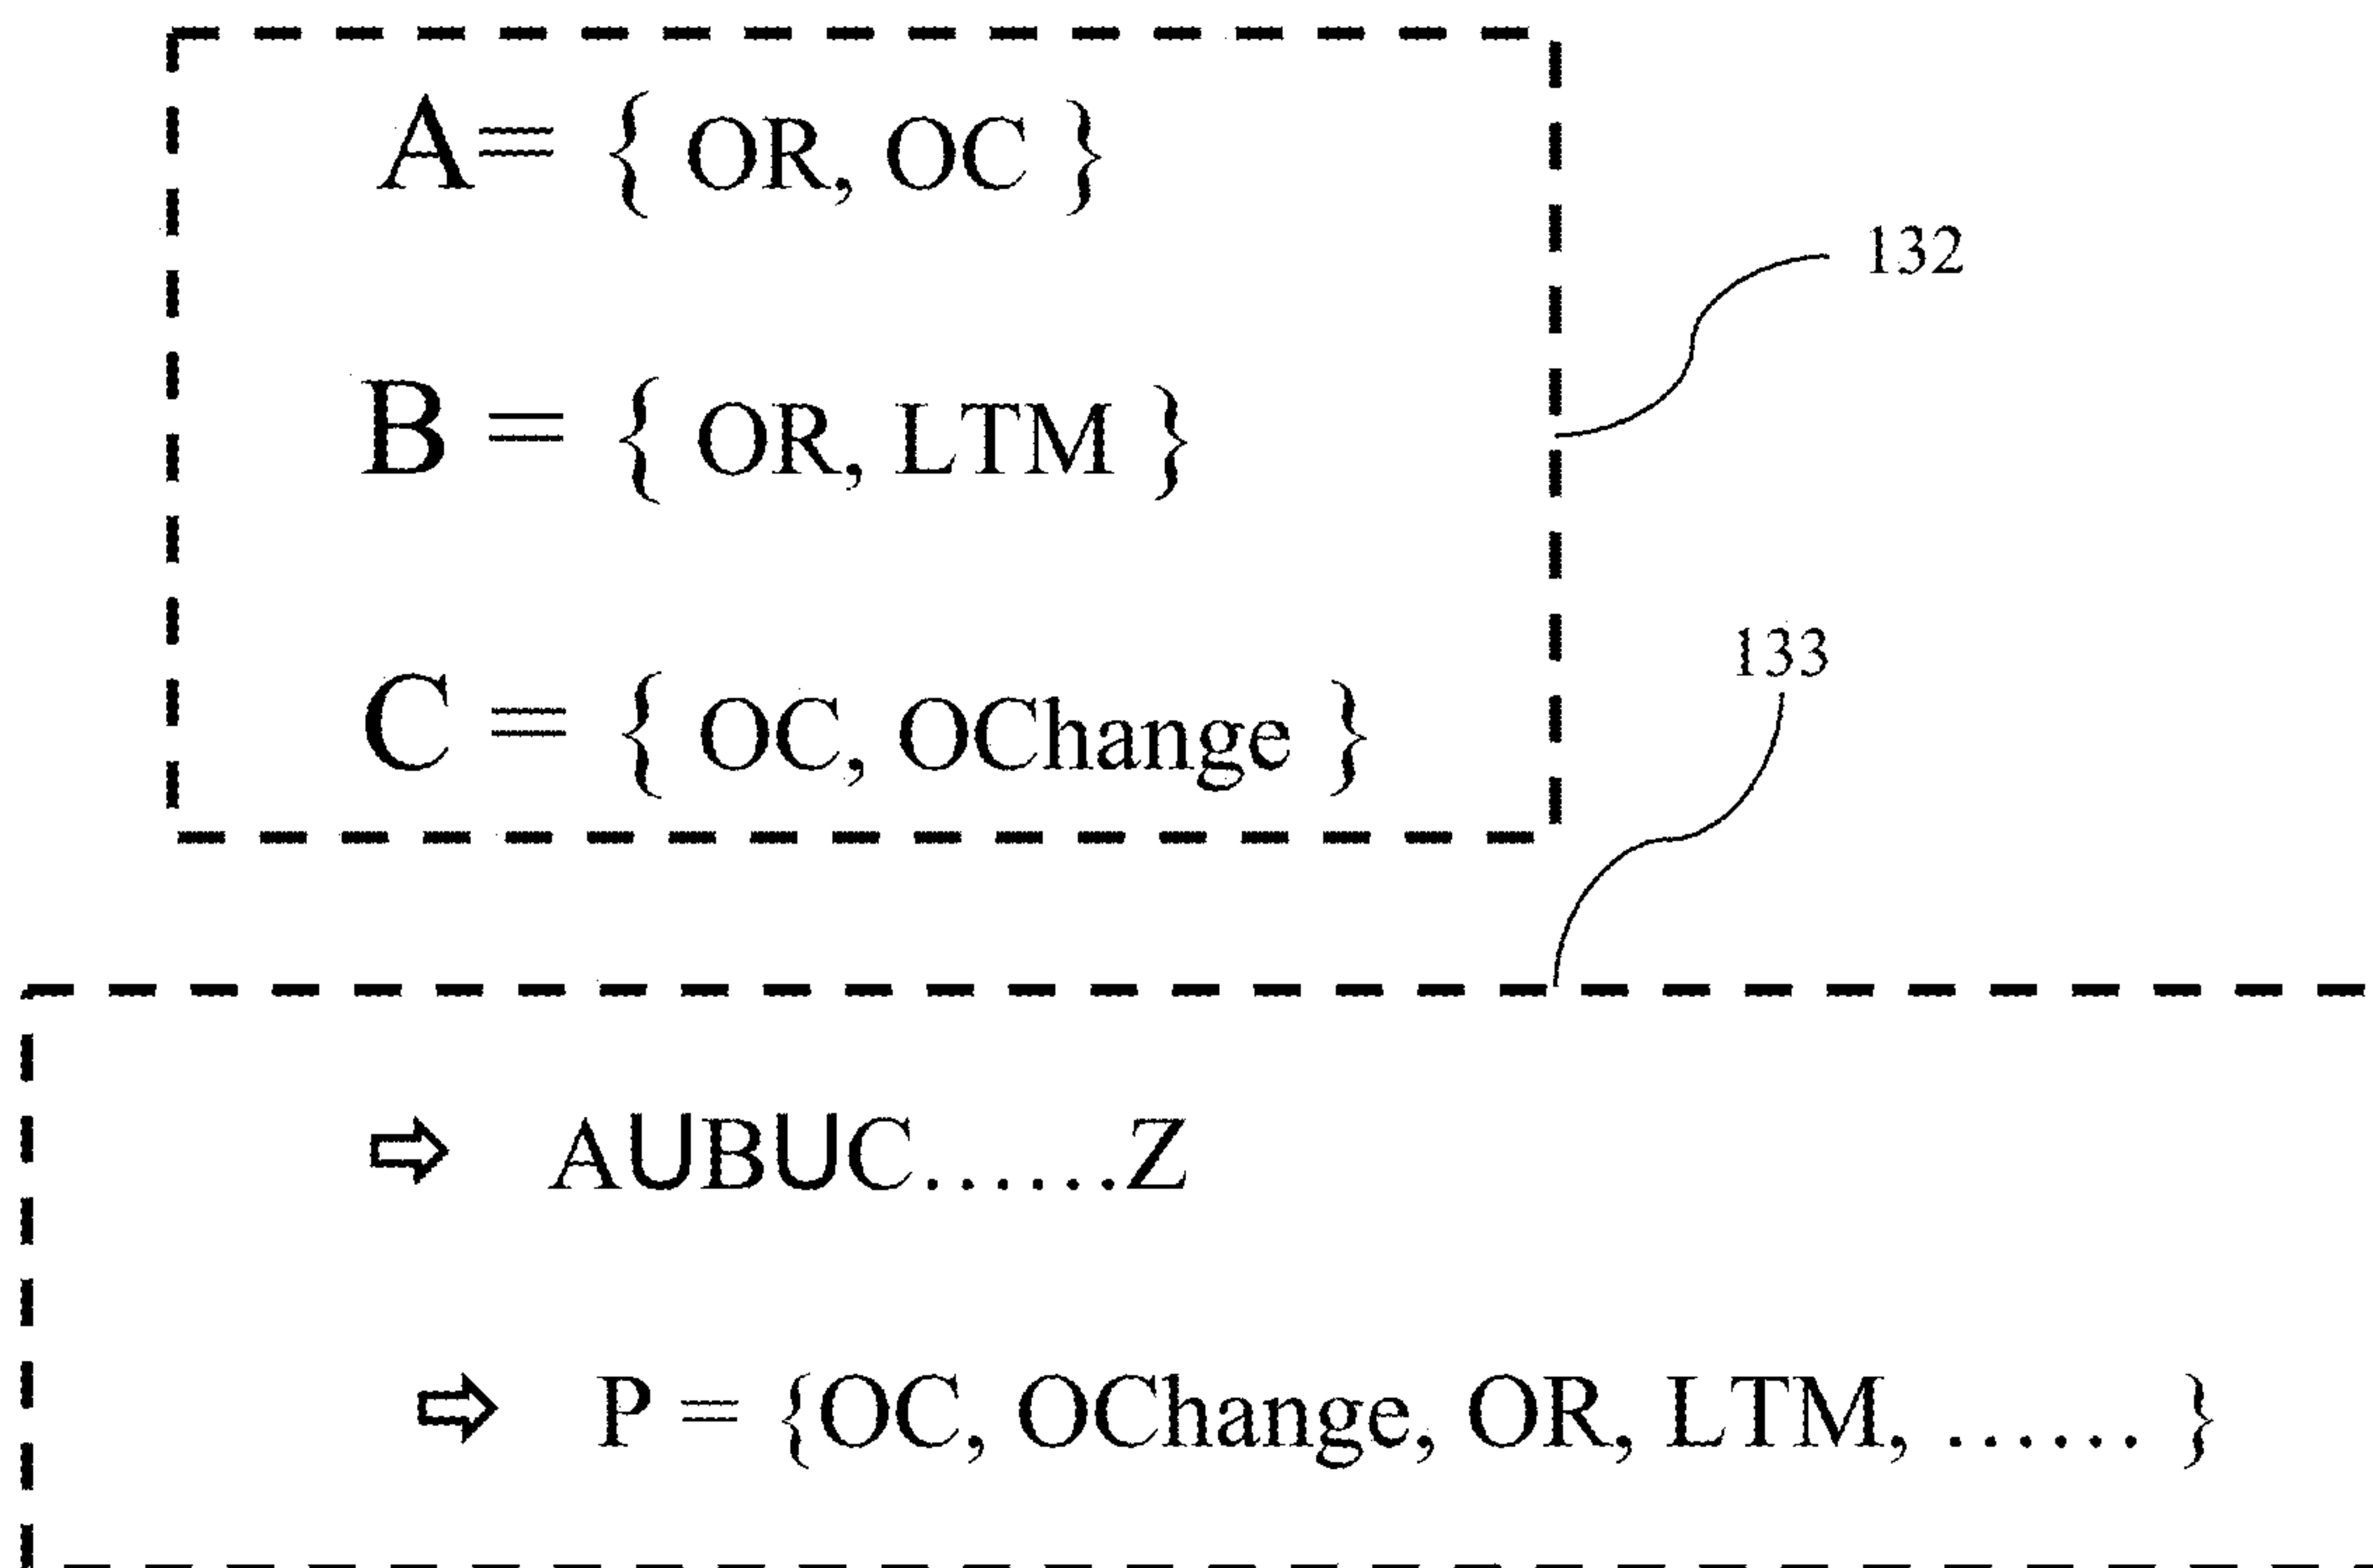 A= { OR, OC }
132
B = { OR, LTM }
133
C = { OC, OChange }
⇨ AUBUC.......Z
⇨ P = {OC, OChange, OR, LTM, ...... }